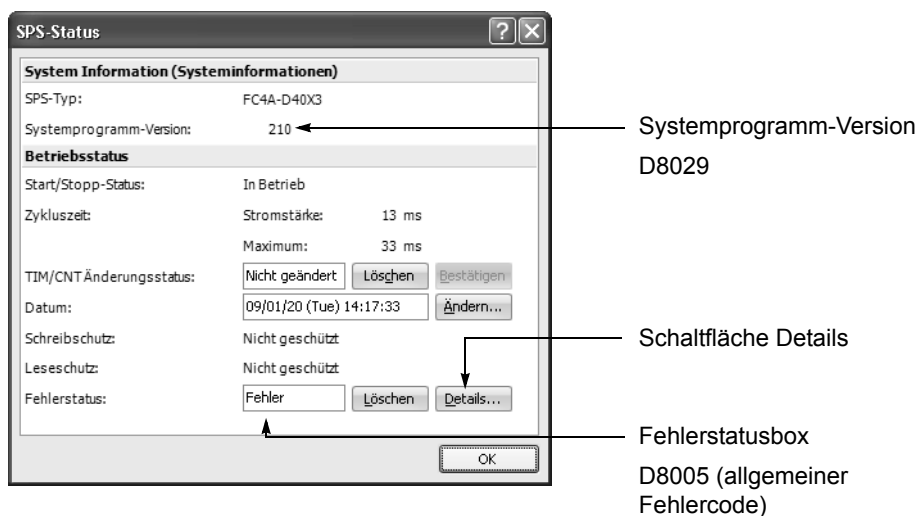 SPS-Status
System Information (Systeminformationen)
SPS-Typ: FC4A-D40X3
Systemprogramm-Version: 210
Betriebsstatus
Start/Stopp-Status: In Betrieb
Zykluszeit: Stromstärke: 13 ms
Maximum: 33 ms
TIM/CNT Änderungsstatus: Nicht geändert Löschen Bestätigen
Datum: 09/01/20 (Tue) 14:17:33 Ändern...
Schreibschutz: Nicht geschützt
Leseschutz: Nicht geschützt
Fehlerstatus: Fehler Löschen Details...
OK
Systemprogramm-Version
D8029
Schaltfläche Details
Fehlerstatusbox
D8005 (allgemeiner
Fehlercode)